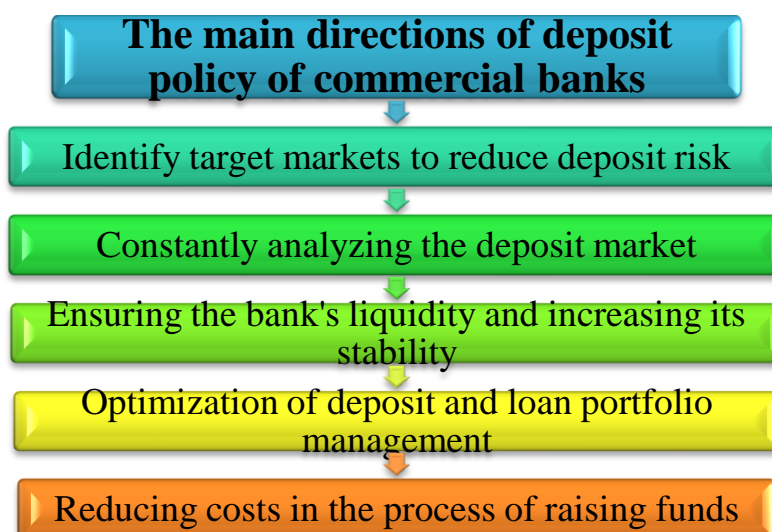 The main directions of deposit
policy of commercial banks
Identify target markets to reduce deposit risk
Constantly analyzing the deposit market
Ensuring the bank's liquidity and increasing its
stability
Optimization of deposit and loan portfolio
management
Reducing costs in the process of raising funds